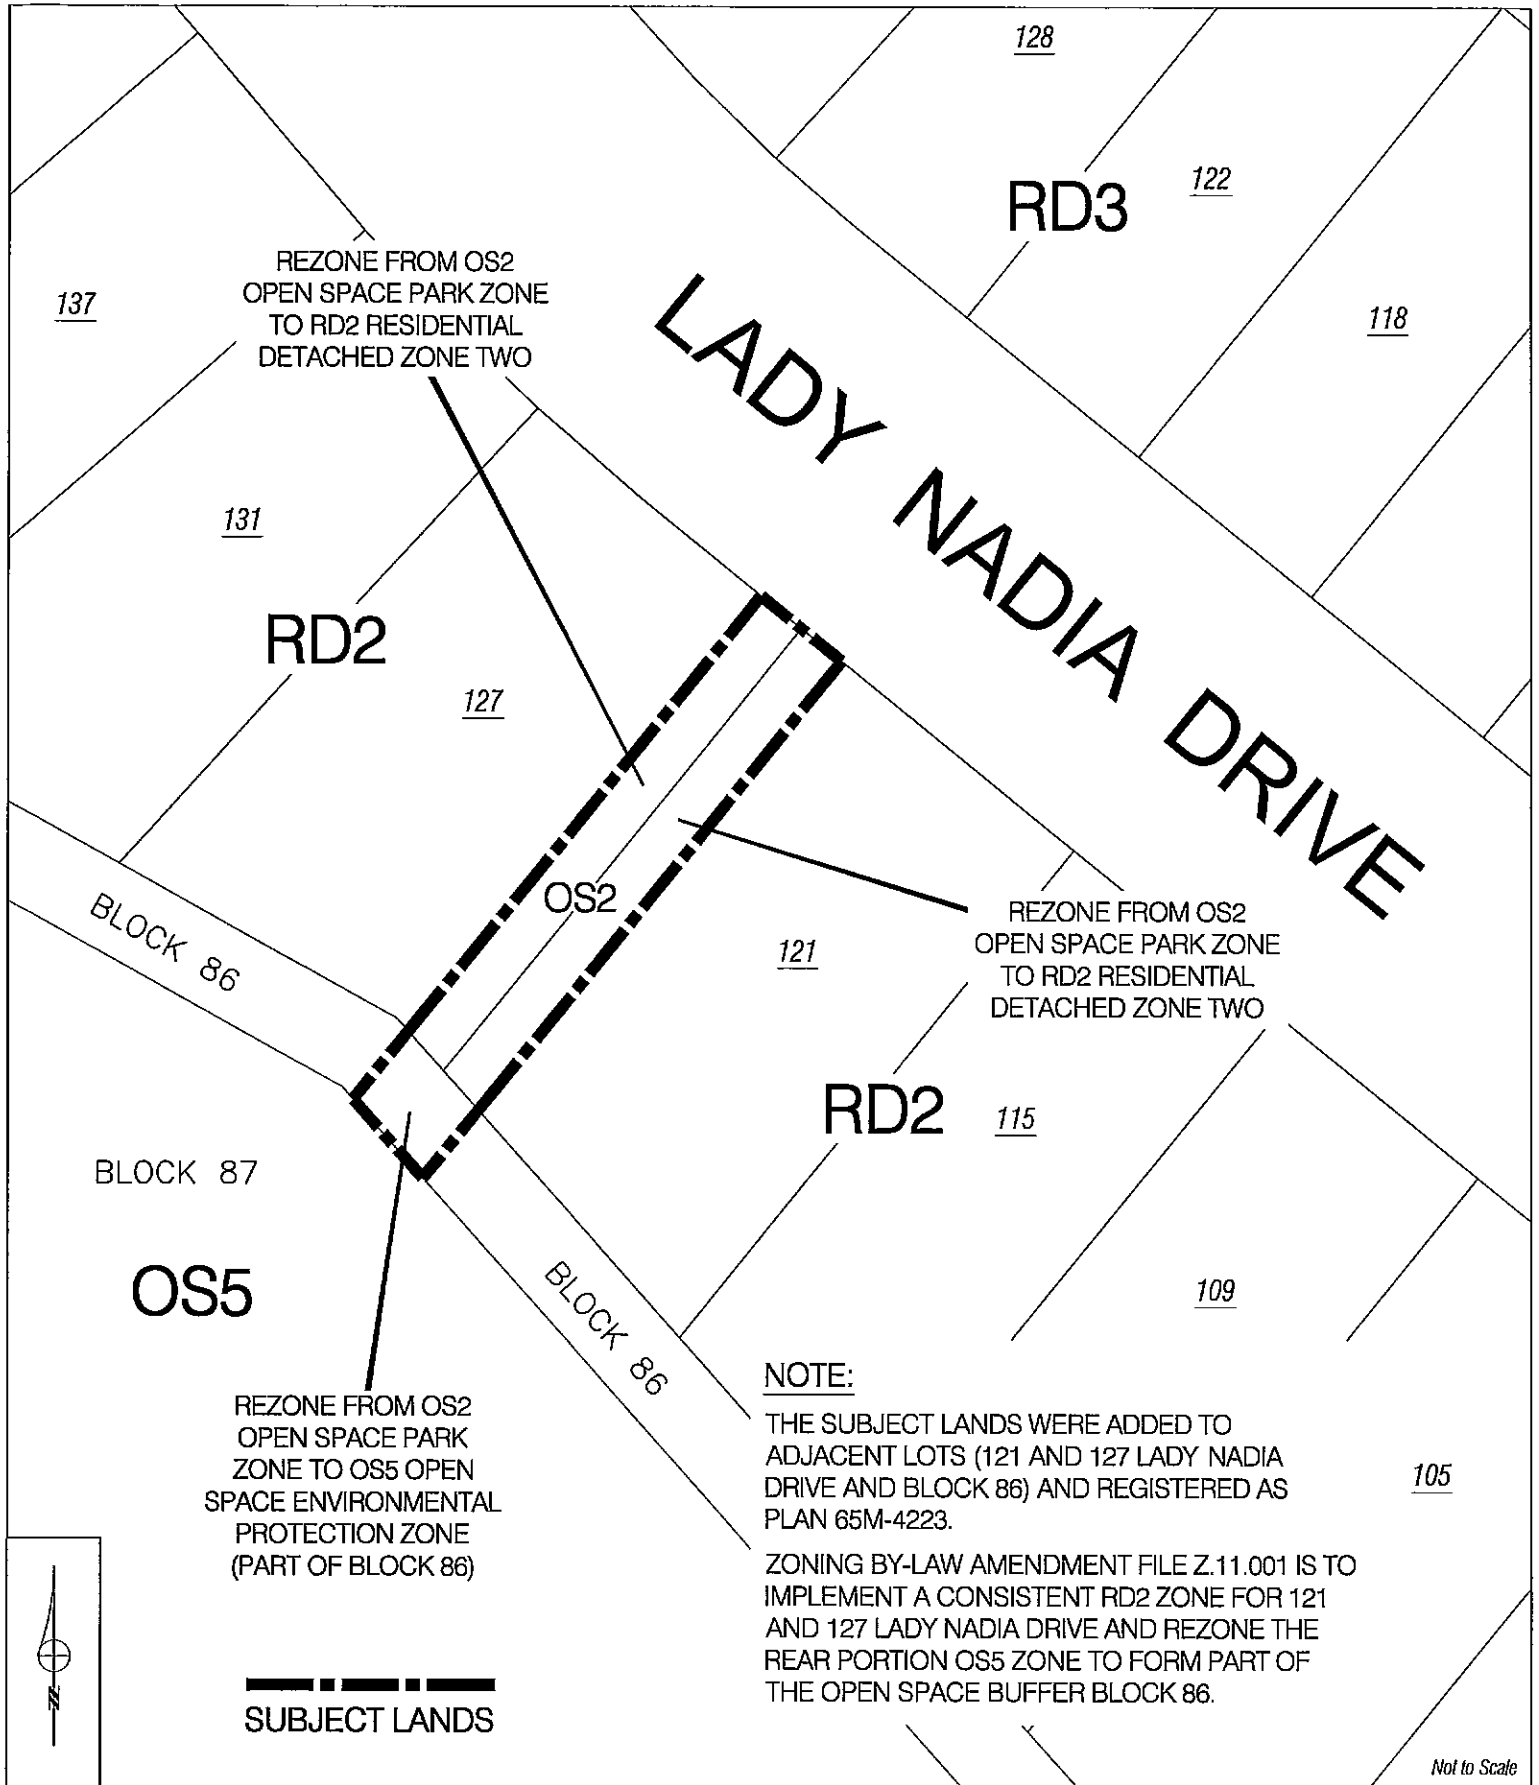 128
RD3
122
118
137
REZONE FROM OS2
OPEN SPACE PARK ZONE
TO RD2 RESIDENTIAL
DETACHED ZONE TWO
LADY NADIA DRIVE
131
RD2
127
OS2
BLOCK 86
121
REZONE FROM OS2
OPEN SPACE PARK ZONE
TO RD2 RESIDENTIAL
DETACHED ZONE TWO
RD2
115
BLOCK 87
OS5
BLOCK 86
109
105
REZONE FROM OS2
OPEN SPACE PARK
ZONE TO OS5 OPEN
SPACE ENVIRONMENTAL
PROTECTION ZONE
(PART OF BLOCK 86)
NOTE:
THE SUBJECT LANDS WERE ADDED TO
ADJACENT LOTS (121 AND 127 LADY NADIA
DRIVE AND BLOCK 86) AND REGISTERED AS
PLAN 65M-4223.
ZONING BY-LAW AMENDMENT FILE Z.11.001 IS TO
IMPLEMENT A CONSISTENT RD2 ZONE FOR 121
AND 127 LADY NADIA DRIVE AND REZONE THE
REAR PORTION OS5 ZONE TO FORM PART OF
THE OPEN SPACE BUFFER BLOCK 86.
N
SUBJECT LANDS
Not to Scale